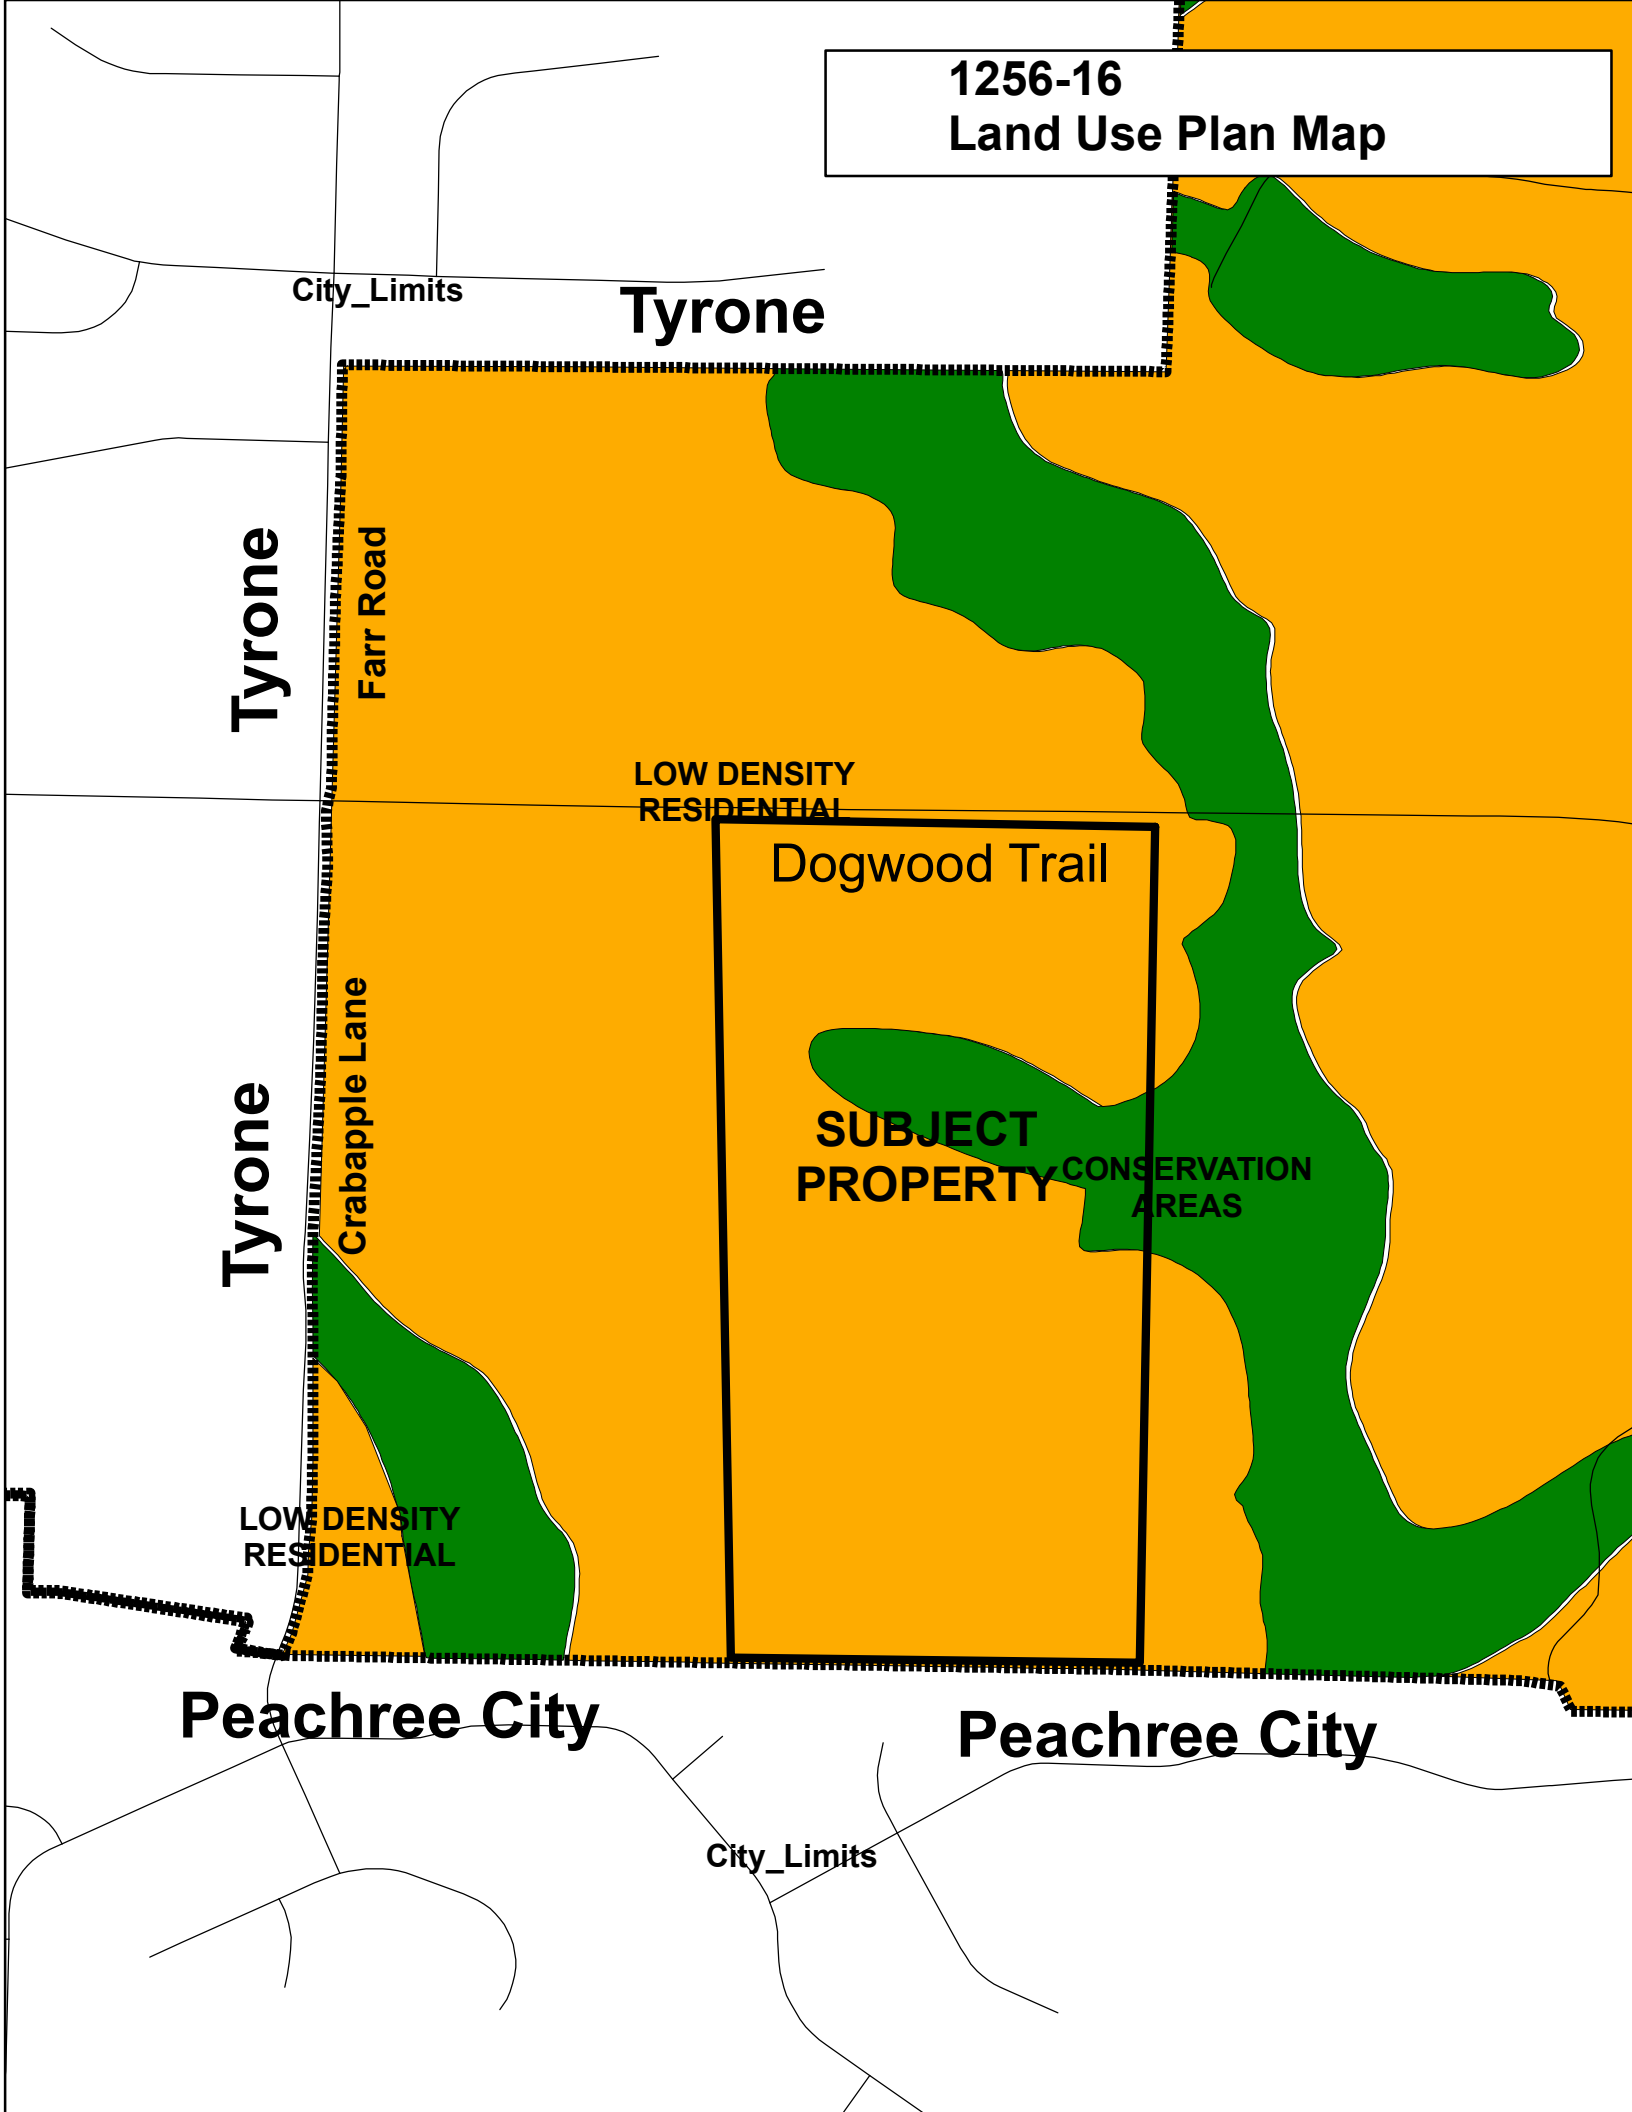 1256-16
Land Use Plan Map
City_Limits
Tyrone
Tyrone
Farr Road
LOW DENSITY
RESIDENTIAL
Dogwood Trail
Crabapple Lane
Tyrone
SUBJECT
PROPERTY
CONSERVATION
AREAS
LOW DENSITY
RESIDENTIAL
Peachree City
Peachree City
City_Limits